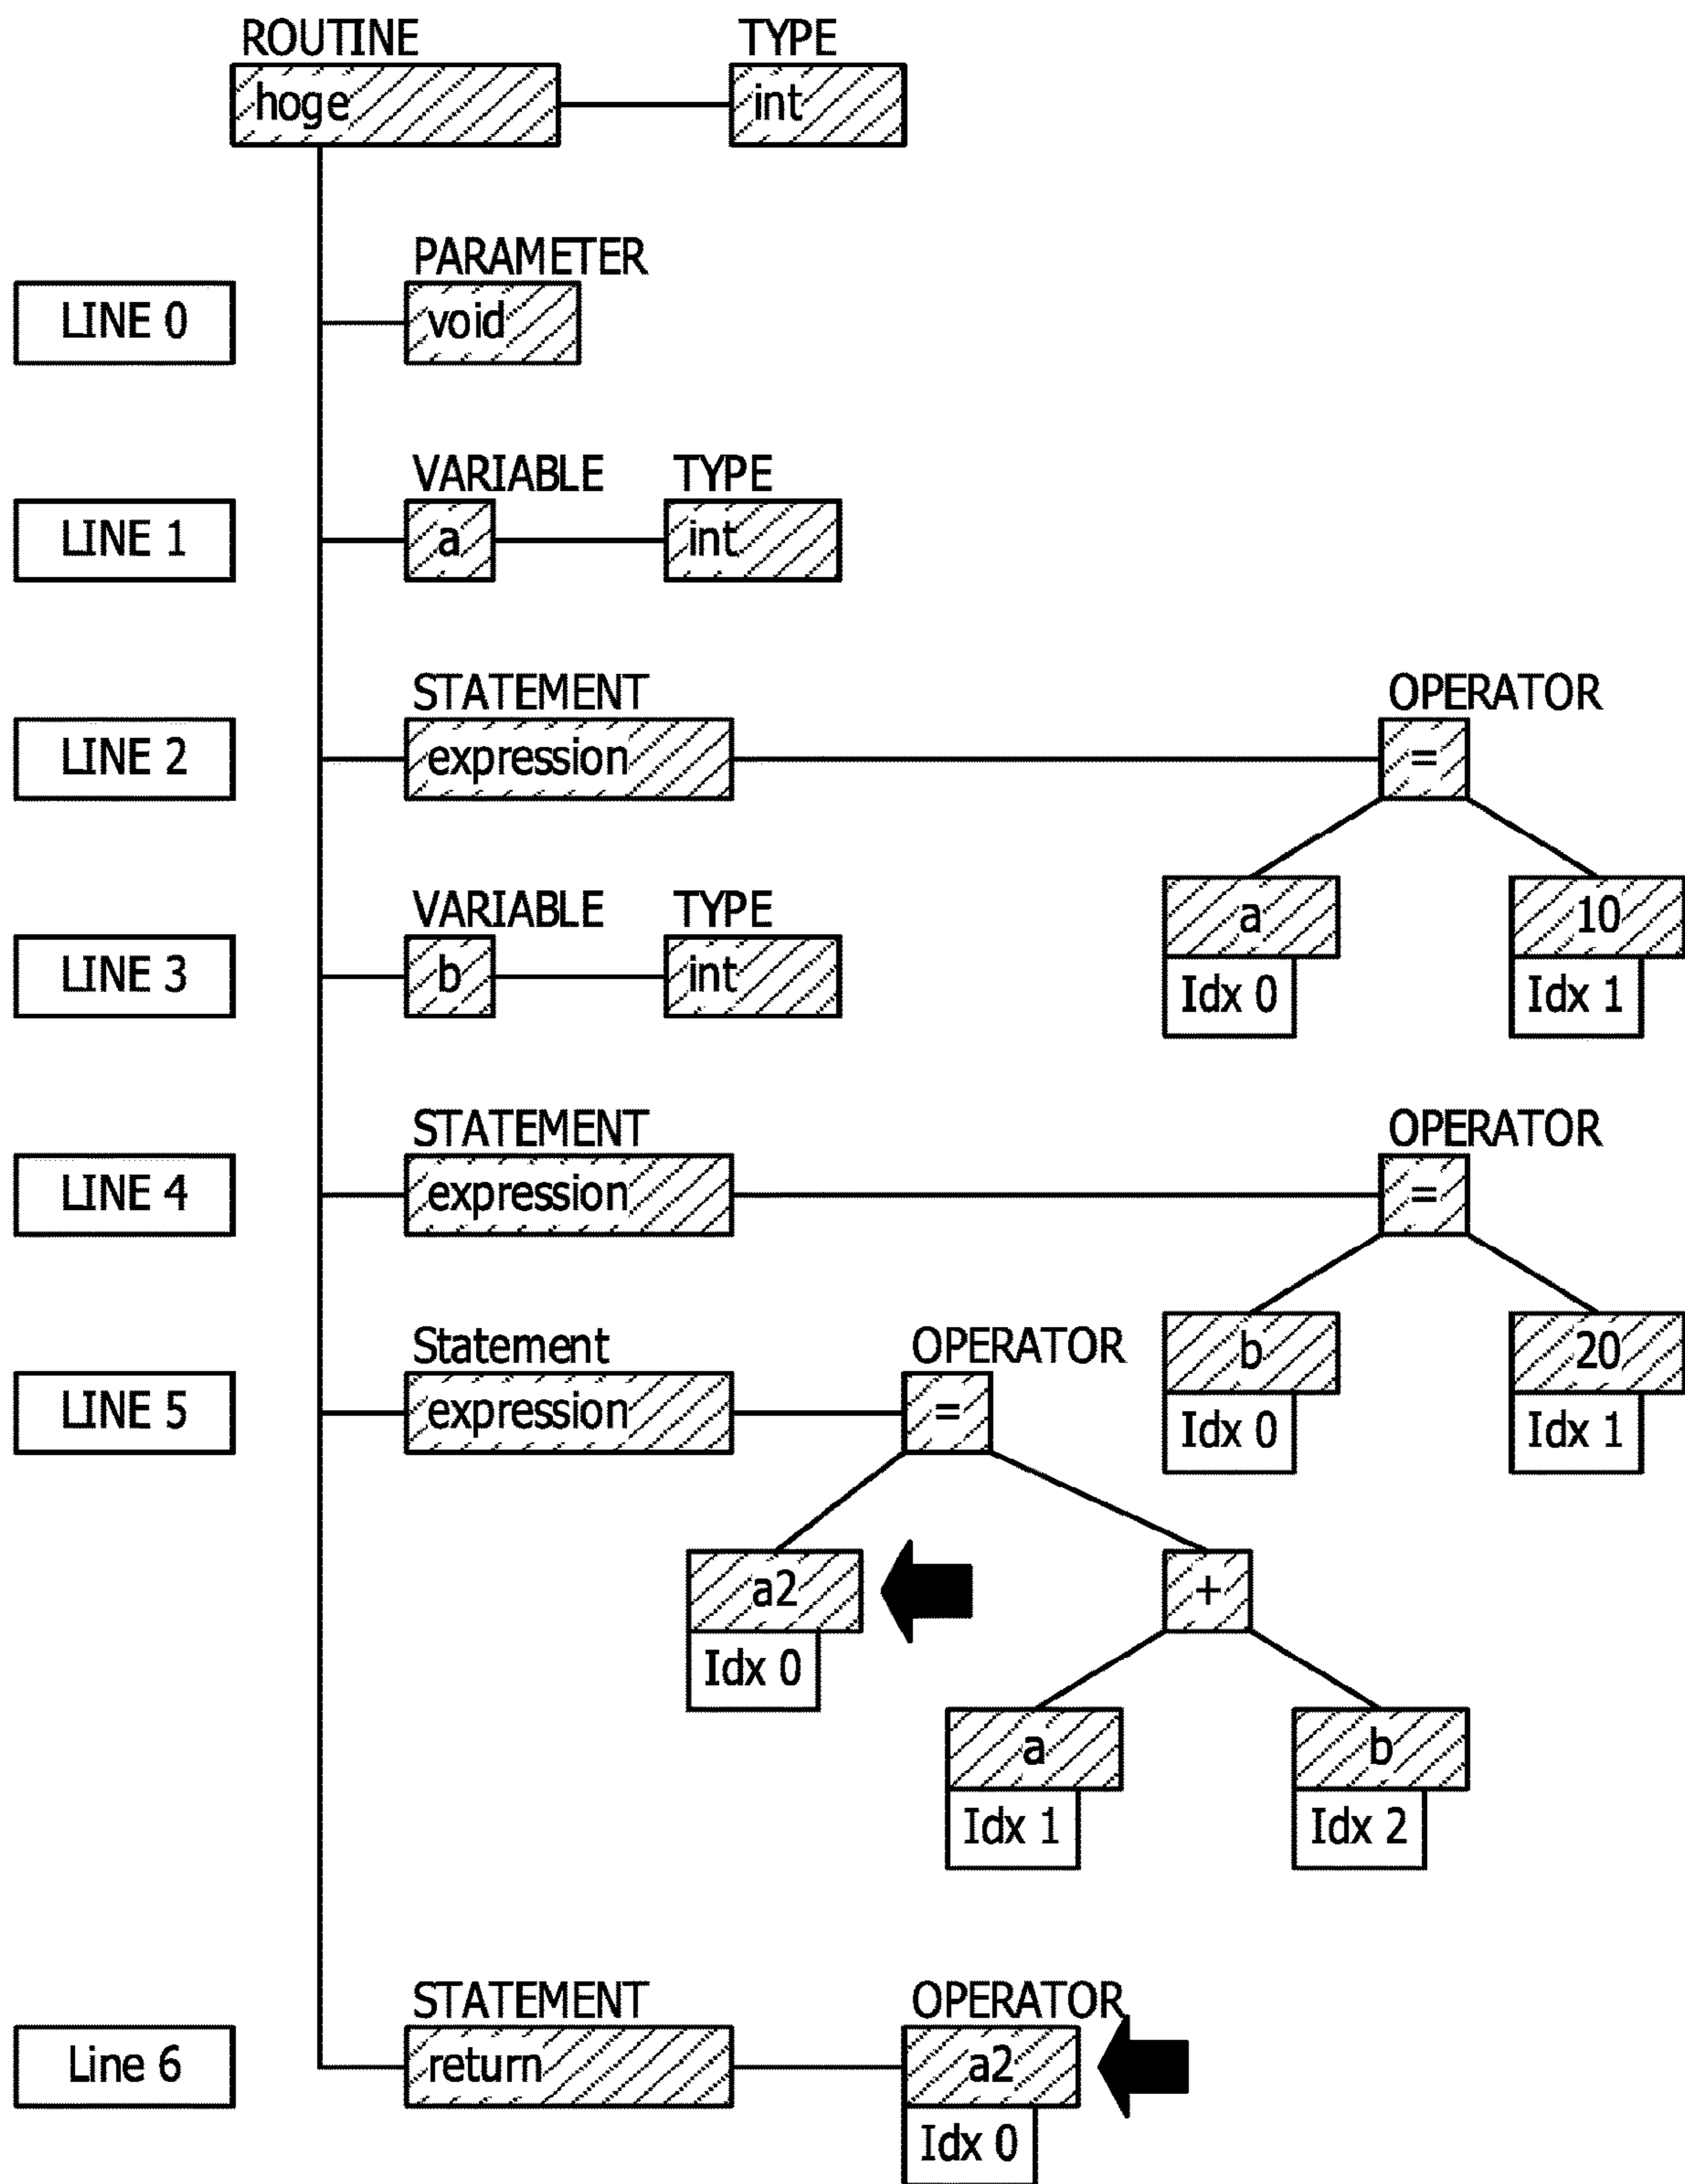 ROUTINE TYPE
hoge int
PARAMETER
LINE 0 void
VARIABLE TYPE
LINE 1 a int
STATEMENT OPERATOR
LINE 2 expression =
a 10
Idx 0 Idx 1
VARIABLE TYPE
LINE 3 b int
STATEMENT OPERATOR
LINE 4 expression =
b 20
Idx 0 Idx 1
Statement OPERATOR
LINE 5 expression =
a2 +
Idx 0
a b
Idx 1 Idx 2
STATEMENT OPERATOR
Line 6 return a2
Idx 0